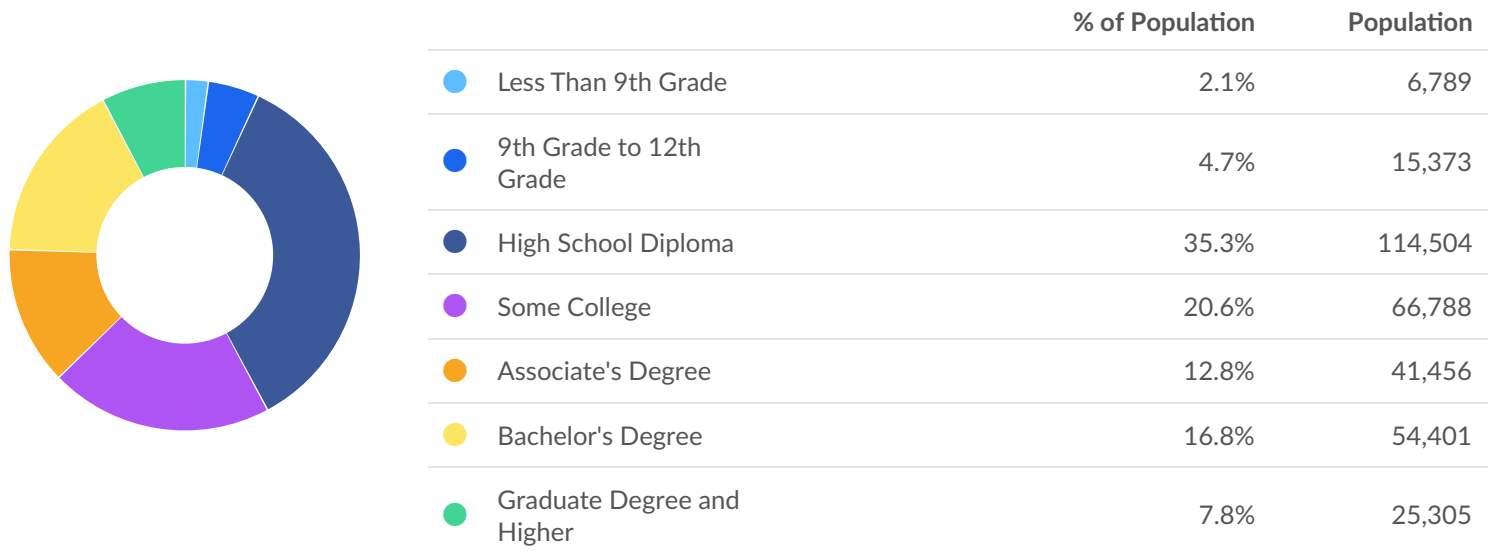 % of Population Population
Less Than 9th Grade 2.1% 6,789
9th Grade to 12th
Grade 4.7% 15,373
High School Diploma 35.3% 114,504
Some College 20.6% 66,788
Associate's Degree 12.8% 41,456
Bachelor's Degree 16.8% 54,401
Graduate Degree and
Higher 7.8% 25,305